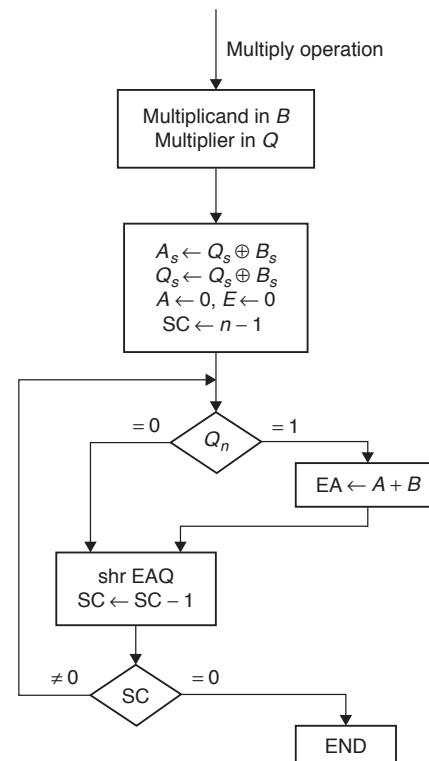 Multiply operation
Multiplicand in B
Multiplier in Q
Aₛ ← Qₛ ⊕ Bₛ
Qₛ ← Qₛ ⊕ Bₛ
A ← 0, E ← 0
SC ← n − 1
= 0
Qₙ
= 1
EA ← A + B
shr EAQ
SC ← SC − 1
≠ 0
SC
= 0
END